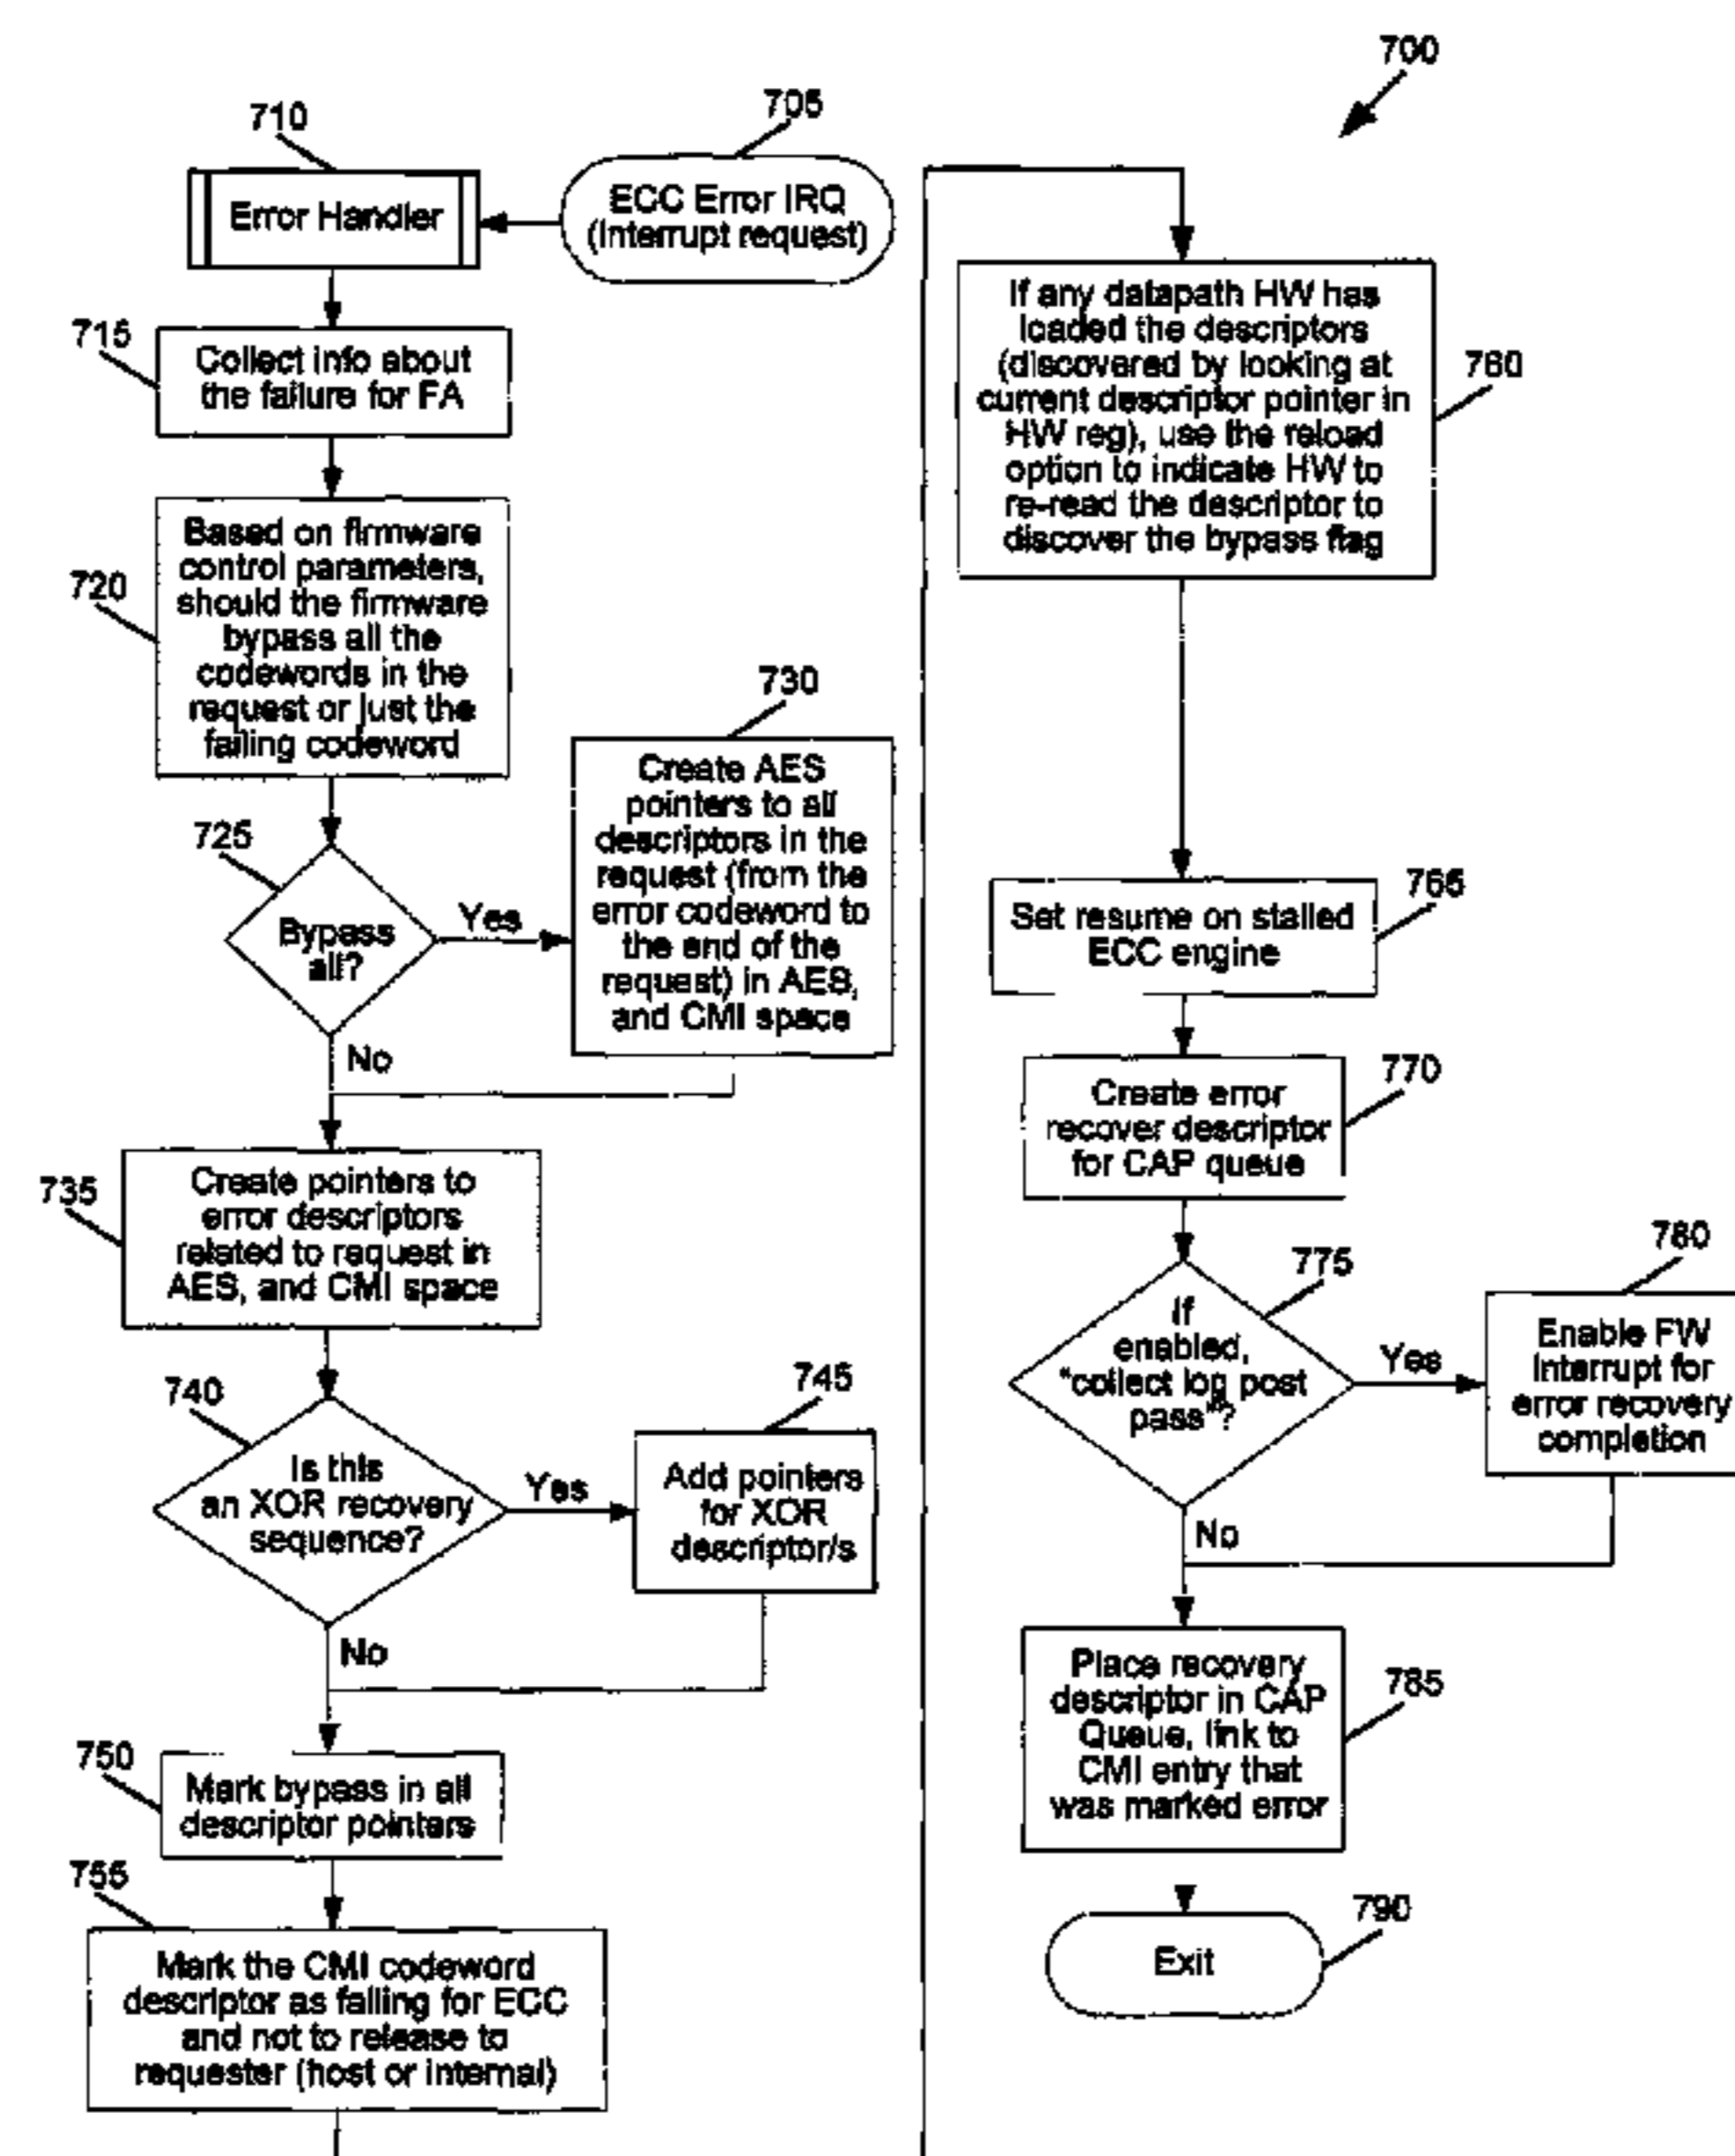 700
710
705
Error Handler
ECC Error IRQ
(Interrupt request)
715
Collect info about
the failure for FA
720
Based on firmware
control parameters,
should the firmware
bypass all the
codewords in the
request or just the
failing codeword
725
Bypass
all?
Yes
No
730
Create AES
pointers to all
descriptors in the
request (from the
error codeword to
the end of the
request) in AES,
and CMI space
735
Create pointers to
error descriptors
related to request in
AES, and CMI space
740
Is this
an XOR recovery
sequence?
Yes
No
745
Add pointers
for XOR
descriptor/s
750
Mark bypass in all
descriptor pointers
755
Mark the CMI codeword
descriptor as failing for ECC
and not to release to
requester (host or internal)
If any datapath HW has
loaded the descriptors
(discovered by looking at
current descriptor pointer in
HW reg), use the reload
option to indicate HW to
re-read the descriptor to
discover the bypass flag
760
Set resume on stalled
ECC engine
765
Create error
recover descriptor
for CAP queue
770
775
If
enabled,
"collect log post
pass"?
Yes
No
780
Enable FW
Interrupt for
error recovery
completion
Place recovery
descriptor in CAP
Queue, link to
CMI entry that
was marked error
785
Exit
790